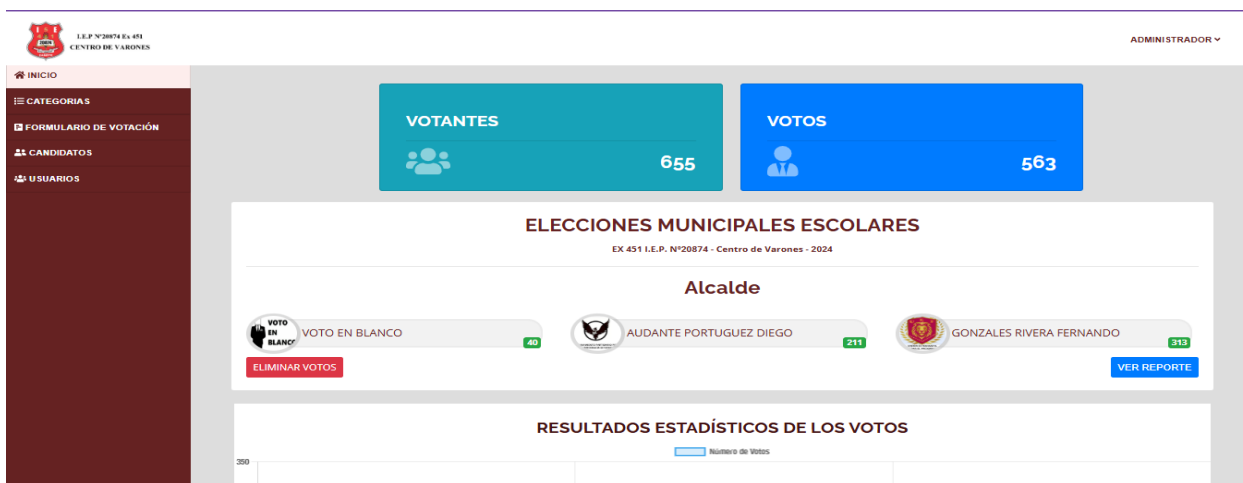 I.E.P Nº20874 Ex 451
CENTRO DE VARONES
ADMINISTRADOR
INICIO
CATEGORIAS
FORMULARIO DE VOTACIÓN
CANDIDATOS
USUARIOS
VOTANTES
655
VOTOS
563
ELECCIONES MUNICIPALES ESCOLARES
EX 451 I.E.P. Nº20874 - Centro de Varones - 2024
Alcalde
VOTO
EN
BLANCO
VOTO EN BLANCO
40
AUDANTE PORTUGUEZ DIEGO
211
GONZALES RIVERA FERNANDO
313
ELIMINAR VOTOS
VER REPORTE
RESULTADOS ESTADÍSTICOS DE LOS VOTOS
Número de Votos
350